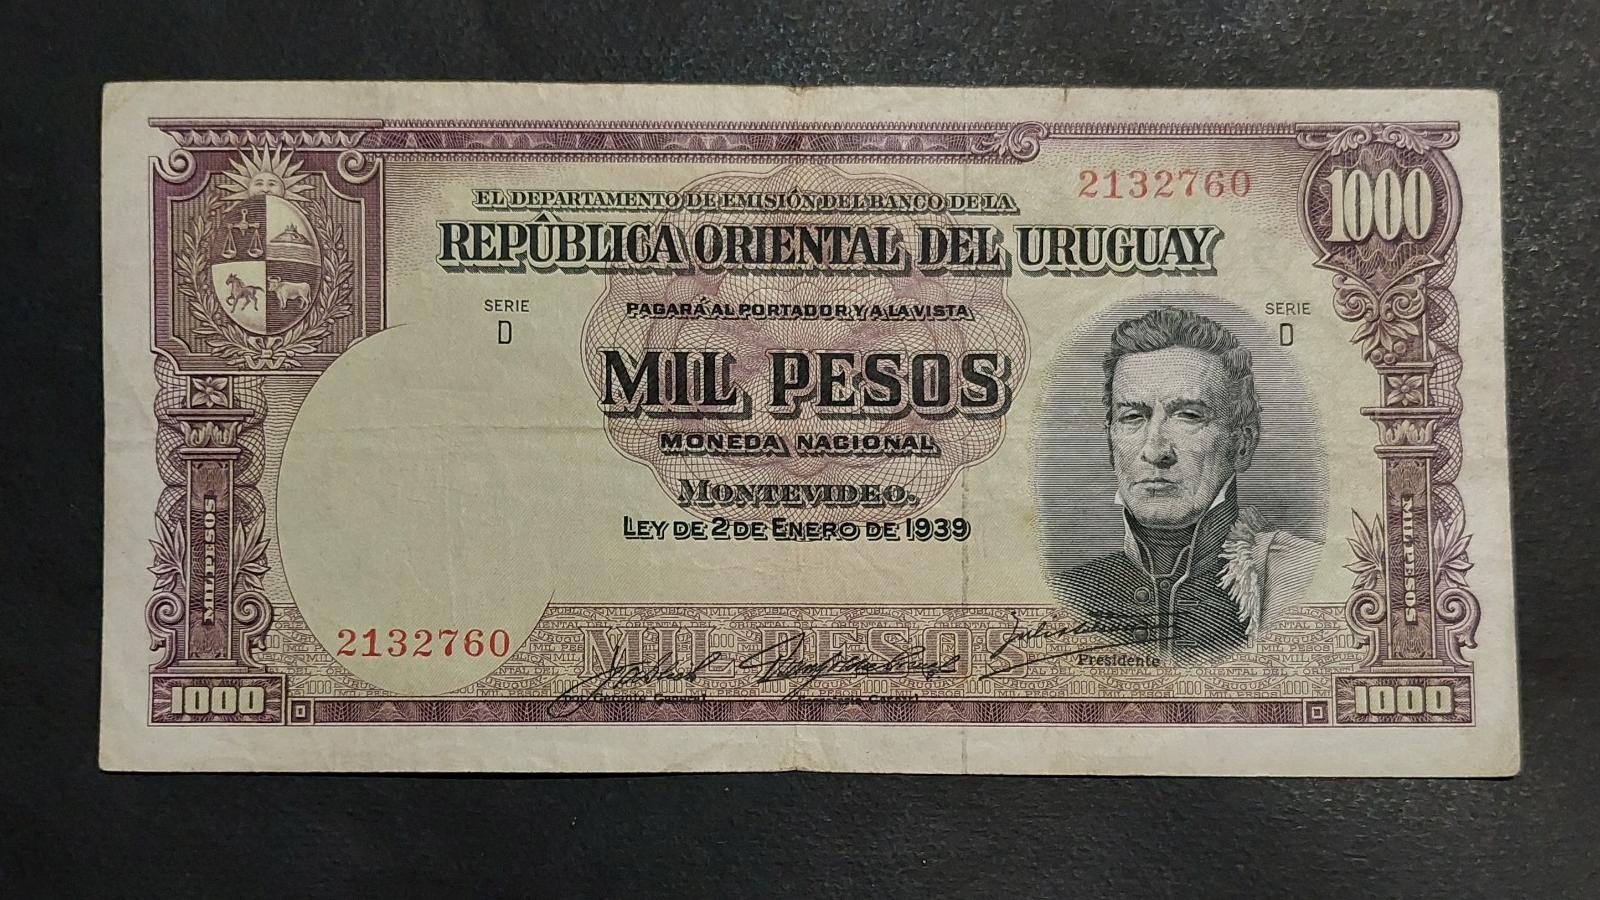 2132760
1000
EL DEPARTAMENTO DE EMISIÓN DEL BANCO DE LA
REPÚBLICA ORIENTAL DEL URUGUAY
SERIE
D
PAGARÁ AL PORTADOR Y A LA VISTA
SERIE
D
MIL PESOS
MONEDA NACIONAL
MONTEVIDEO.
LEY DE 2 DE ENERO DE 1939
MIL PESOS
MIL PESOS
2132760
MIL PESOS
Presidente
Secretario General
1000
1000